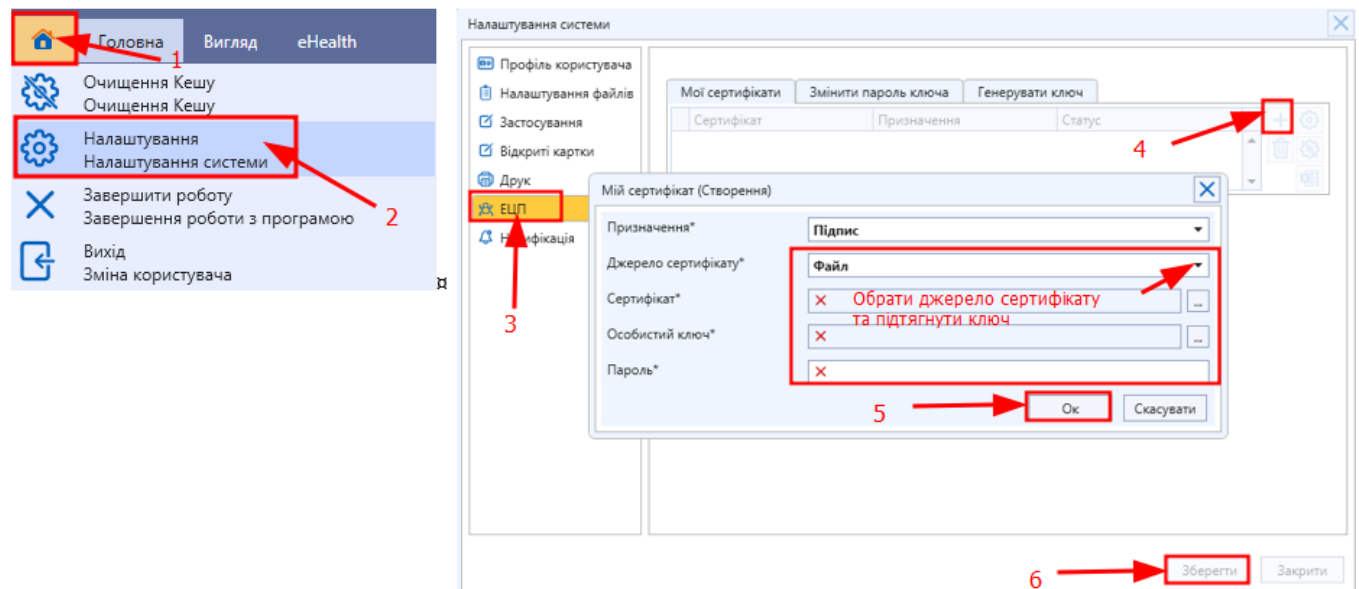 Головна Вигляд eHealth
1
Очищення Кешу
Очищення Кешу
Налаштування
Налаштування системи
Завершити роботу
Завершення роботи з програмою
2
Вихід
Зміна користувача
¤
Налаштування системи
Профіль користувача
Налаштування файлів
Застосування
Відкриті картки
Друк
ЕЦП
3
Мої сертифікати Змінити пароль ключа Генерувати ключ
Сертифікат Призначення Статус
4
Мій сертифікат (Створення)
Призначення* Підпис
Джерело сертифікату* Файл
Сертифікат* Обрати джерело сертифікату ...
та підтягнути ключ
Особистий ключ* ...
Пароль*
5
Ок Скасувати
6
Зберегти Закрити